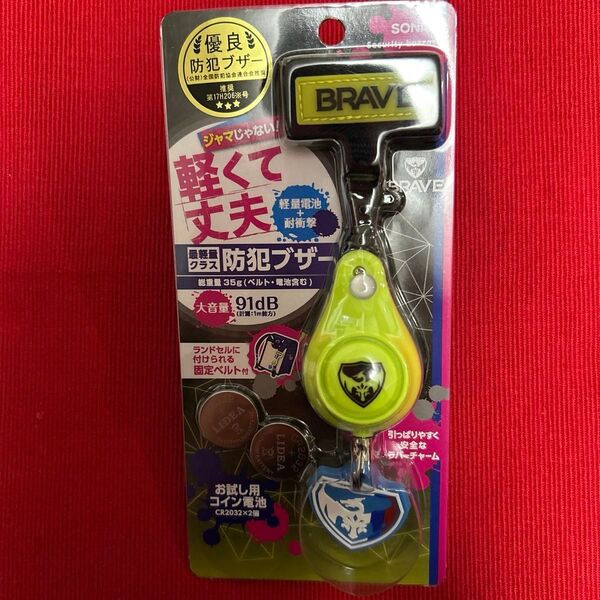 優良
防犯ブザー
(公財)全国防犯協会連合会推奨
推奨
第17H206※号
★★★
SONIC
Security buzzer
BRAVE
BRAVE
ジャマじゃない!
軽くて
丈夫
軽量電池
+
耐衝撃
最軽量
クラス
防犯ブザー
総重量 35g(ベルト・電池含む)
大音量 91dB
(計測:1m前方)
ランドセルに
付けられる
固定ベルト付
LIDEA
LIDEA
お試し用
コイン電池
CR2032×2個
引っぱりやすく
安全な
ラバーチャーム